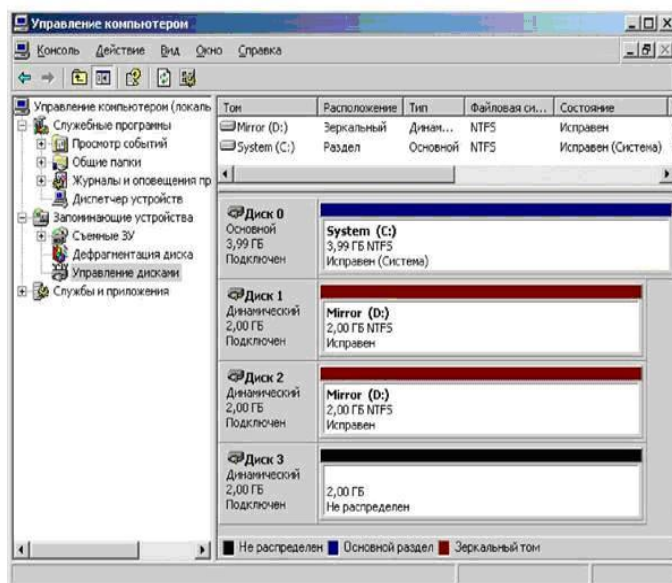 Управление компьютером
Консоль Действие Вид Окно Справка
Управление компьютером (локаль
Служебные программы
Просмотр событий
Общие папки
Журналы и оповещения пр
Диспетчер устройств
Запоминающие устройства
Съемные ЗУ
Дефрагментация диска
Управление дисками
Службы и приложения
Том Расположение Тип Файловая си... Состояние
Mirror (D:) Зеркальный Динам... NTFS Исправен
System (C:) Раздел Основной NTFS Исправен (Система)
Диск 0
Основной
3,99 ГБ
Подключен
System (C:)
3,99 ГБ NTFS
Исправен (Система)
Диск 1
Динамический
2,00 ГБ
Подключен
Mirror (D:)
2,00 ГБ NTFS
Исправен
Диск 2
Динамический
2,00 ГБ
Подключен
Mirror (D:)
2,00 ГБ NTFS
Исправен
Диск 3
Динамический
2,00 ГБ
Подключен
2,00 ГБ
Не распределен
Не распределен Основной раздел Зеркальный том